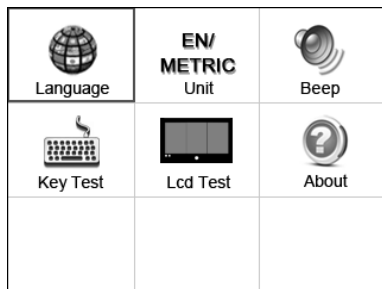 EN/
METRIC
Language
Unit
Beep
Key Test
Lcd Test
About